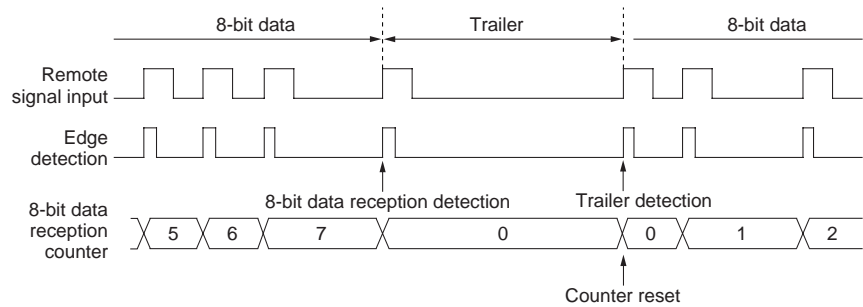 8-bit data Trailer 8-bit data
Remote
signal input
Edge
detection
8-bit data reception detection Trailer detection
8-bit data
reception
counter
5 6 7 0 0 1 2
Counter reset